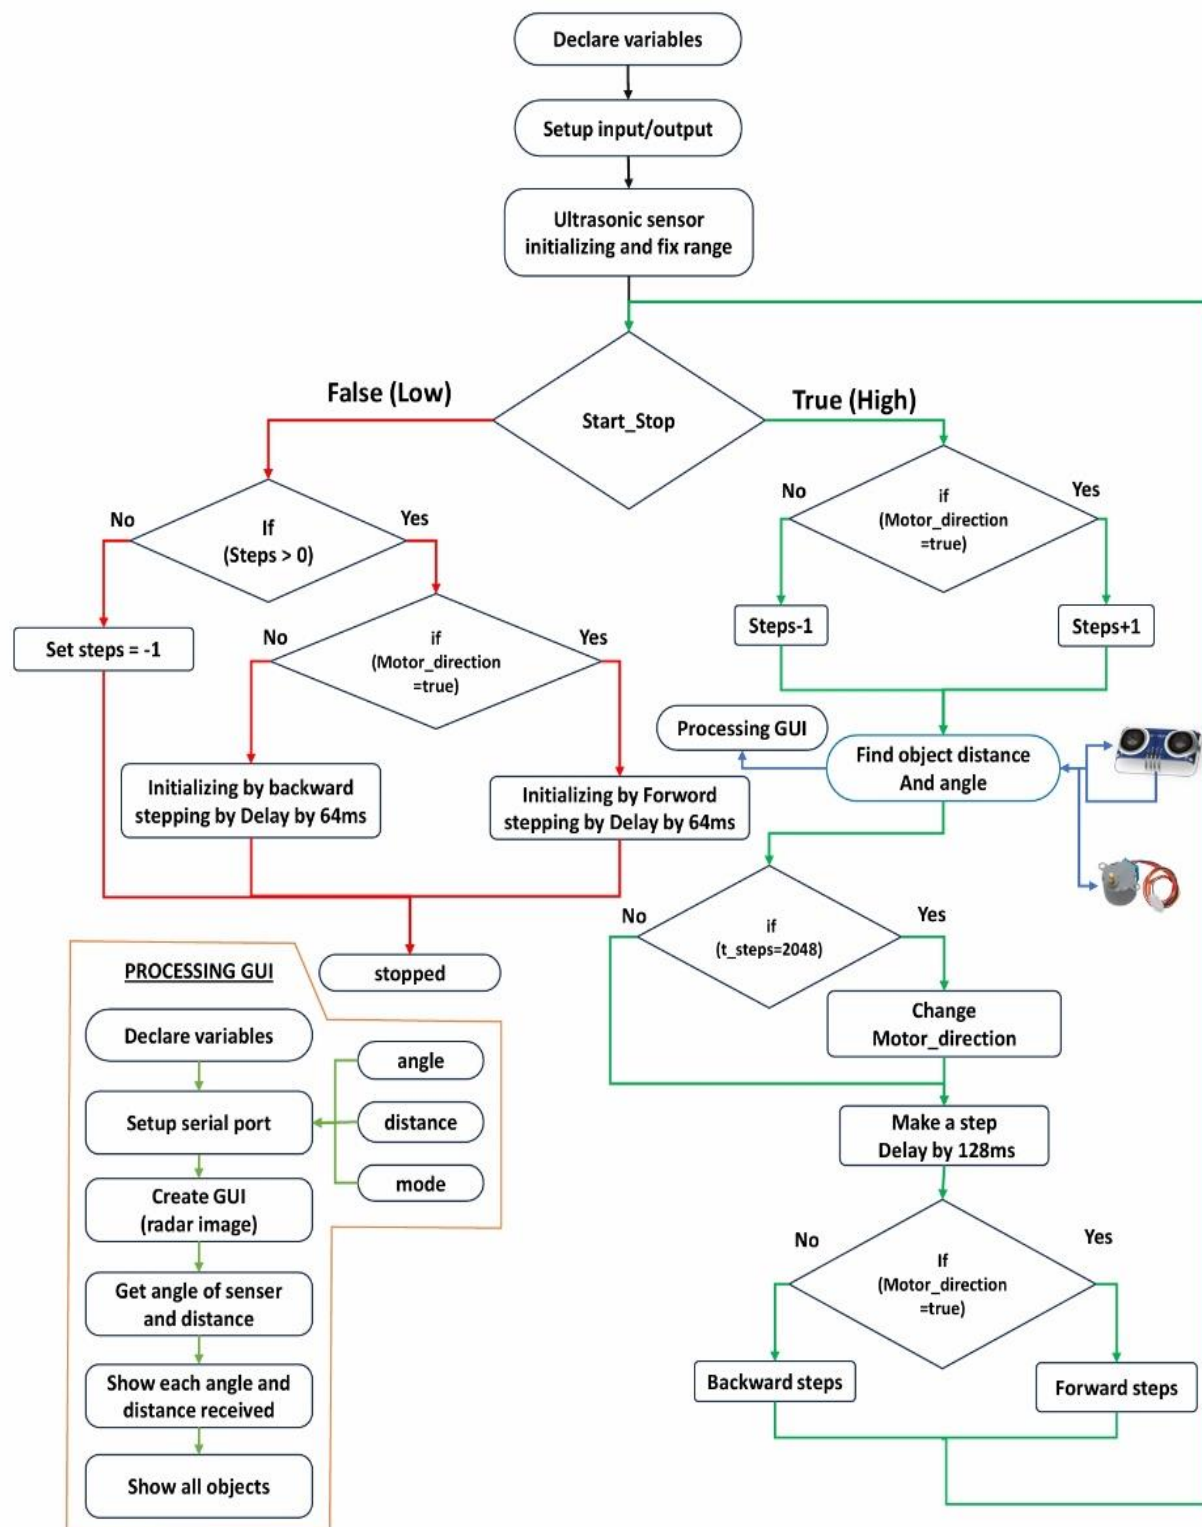 Declare variables
Setup input/output
Ultrasonic sensor
initializing and fix range
False (Low)
Start_Stop
True (High)
No
If
(Steps > 0)
Yes
No
if
(Motor_direction
=true)
Yes
Set steps = -1
No
if
(Motor_direction
=true)
Yes
Steps-1
Steps+1
Initializing by backward
stepping by Delay by 64ms
Initializing by Forword
stepping by Delay by 64ms
Processing GUI
Find object distance
And angle
stopped
No
if
(t_steps=2048)
Yes
Change
Motor_direction
Make a step
Delay by 128ms
No
If
(Motor_direction
=true)
Yes
Backward steps
Forward steps
PROCESSING GUI
Declare variables
Setup serial port
angle
distance
mode
Create GUI
(radar image)
Get angle of senser
and distance
Show each angle and
distance received
Show all objects